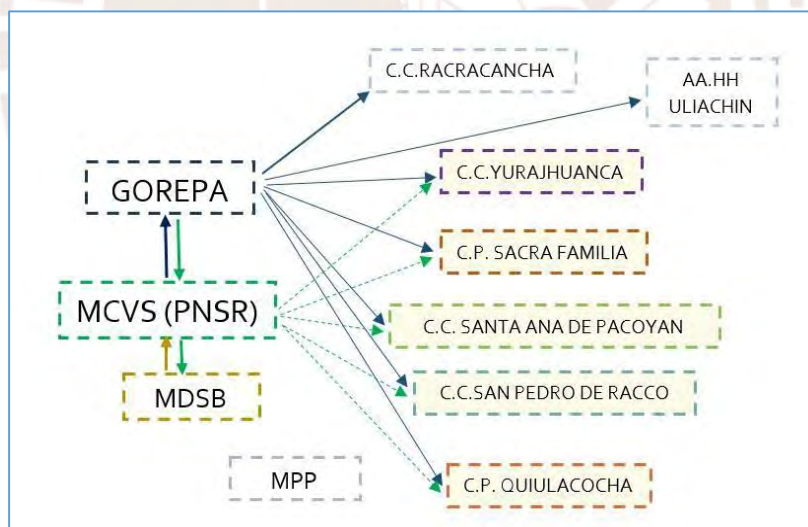 C.C.RACRACANCHA
AA.HH
ULIACHIN
GOREPA
C.C.YURAJHUANCA
C.P. SACRA FAMILIA
MCVS (PNSR)
C.C. SANTA ANA DE PACOYAN
MDSB
C.C.SAN PEDRO DE RACCO
MPP
C.P. QUIULACOCHA